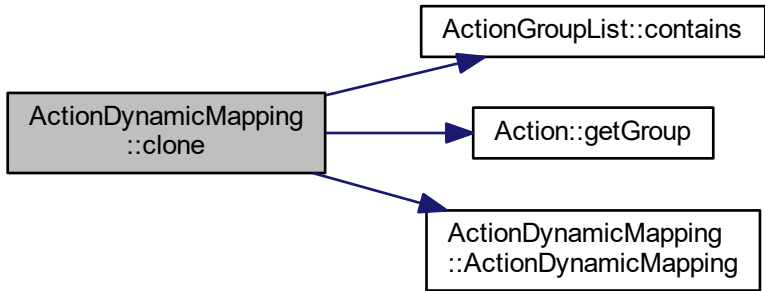 ActionGroupList::contains
ActionDynamicMapping
::clone
Action::getGroup
ActionDynamicMapping
::ActionDynamicMapping